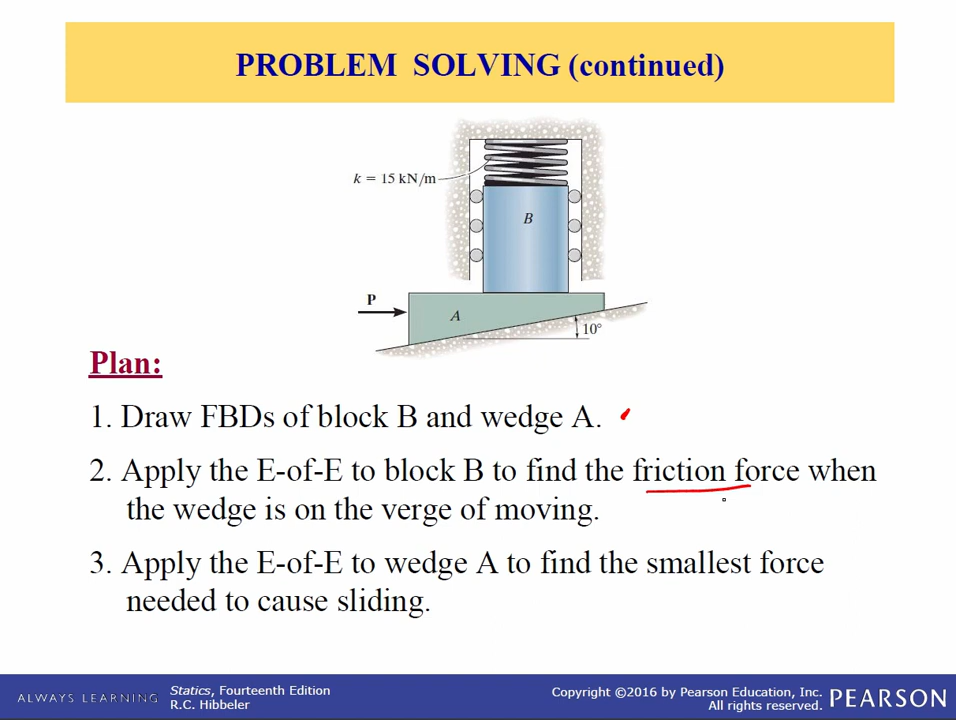 PROBLEM SOLVING (continued)
k = 15 kN/m
B
P
A
10°
Plan:
1. Draw FBDs of block B and wedge A.
2. Apply the E-of-E to block B to find the friction force when
the wedge is on the verge of moving.
3. Apply the E-of-E to wedge A to find the smallest force
needed to cause sliding.
ALWAYS LEARNING
Statics, Fourteenth Edition
R.C. Hibbeler
Copyright ©2016 by Pearson Education, Inc.
All rights reserved.
PEARSON